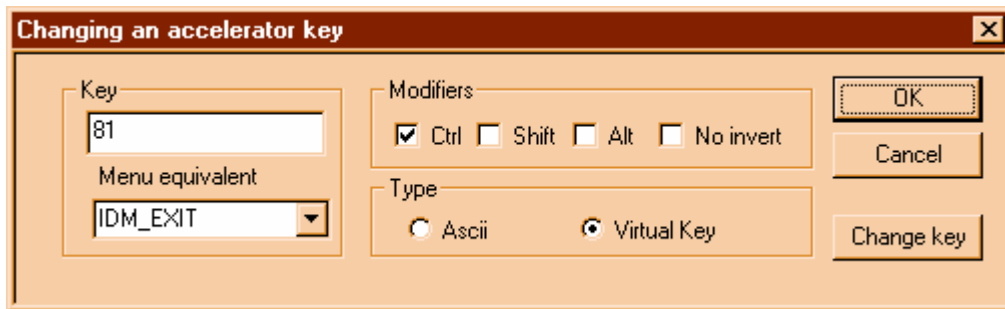 Changing an accelerator key
Key
81
Menu equivalent
IDM_EXIT
Modifiers
Ctrl Shift Alt No invert
Type
Ascii Virtual Key
OK
Cancel
Change key